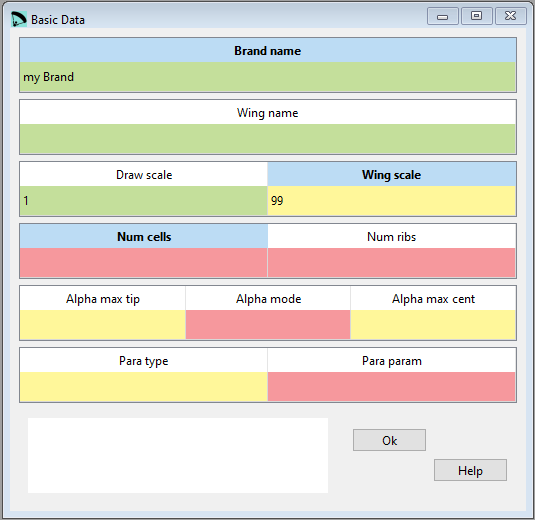 Basic Data
Brand name
my Brand
Wing name
Draw scale Wing scale
1 99
Num cells Num ribs
Alpha max tip Alpha mode Alpha max cent
Para type Para param
Ok
Help